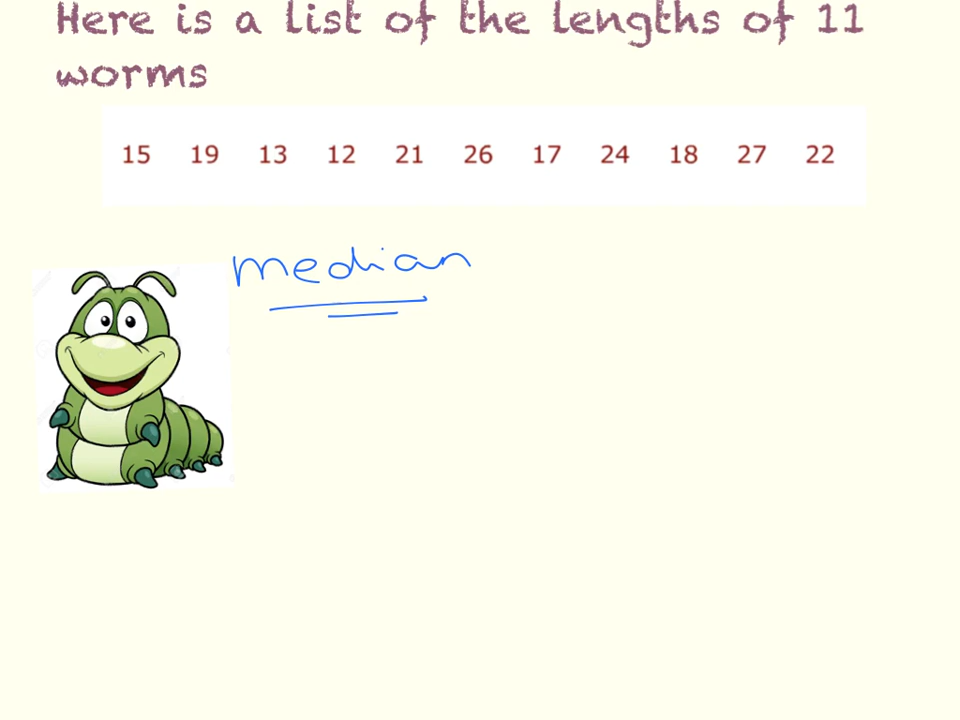 Here is a list of the lengths of 11
worms
15 19 13 12 21 26 17 24 18 27 22
median